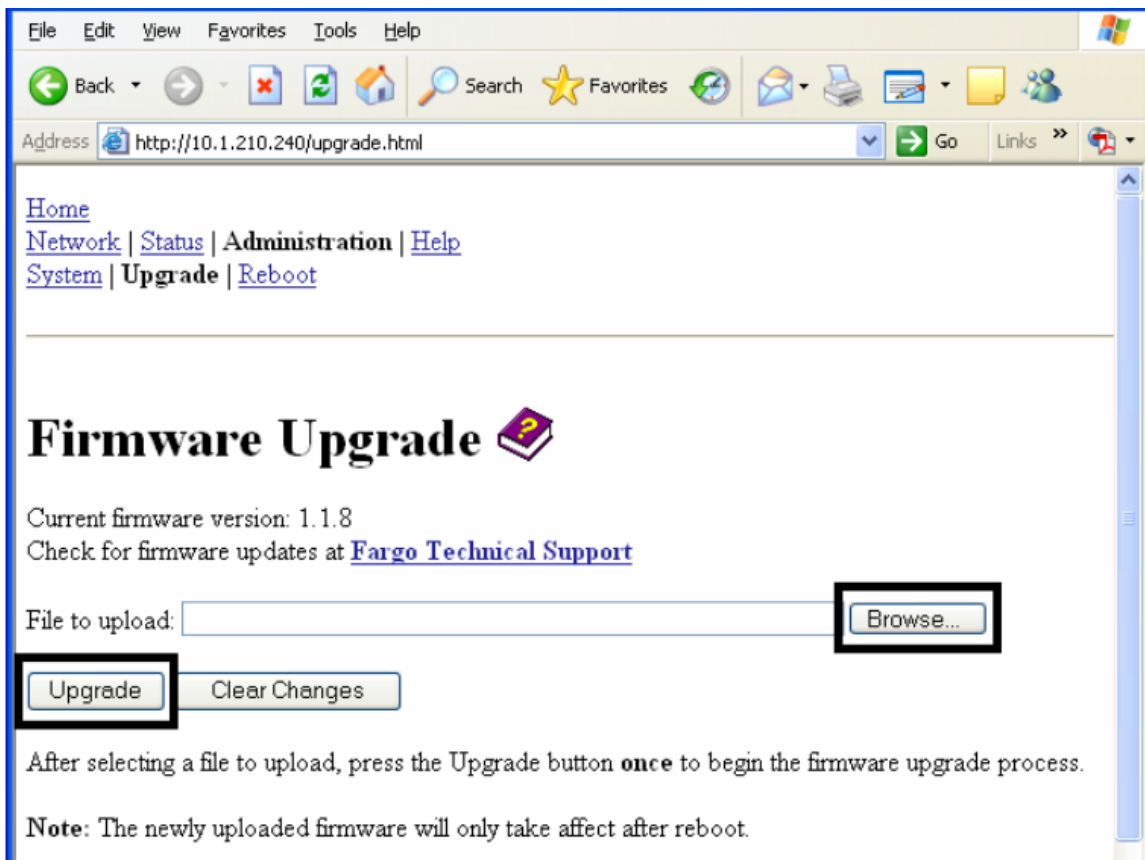 File Edit View Favorites Tools Help
Back Search Favorites
Address http://10.1.210.240/upgrade.html Go Links »
Home
Network | Status | Administration | Help
System | Upgrade | Reboot
Firmware Upgrade ?
Current firmware version: 1.1.8
Check for firmware updates at Fargo Technical Support
File to upload: Browse...
Upgrade Clear Changes
After selecting a file to upload, press the Upgrade button once to begin the firmware upgrade process.
Note: The newly uploaded firmware will only take affect after reboot.